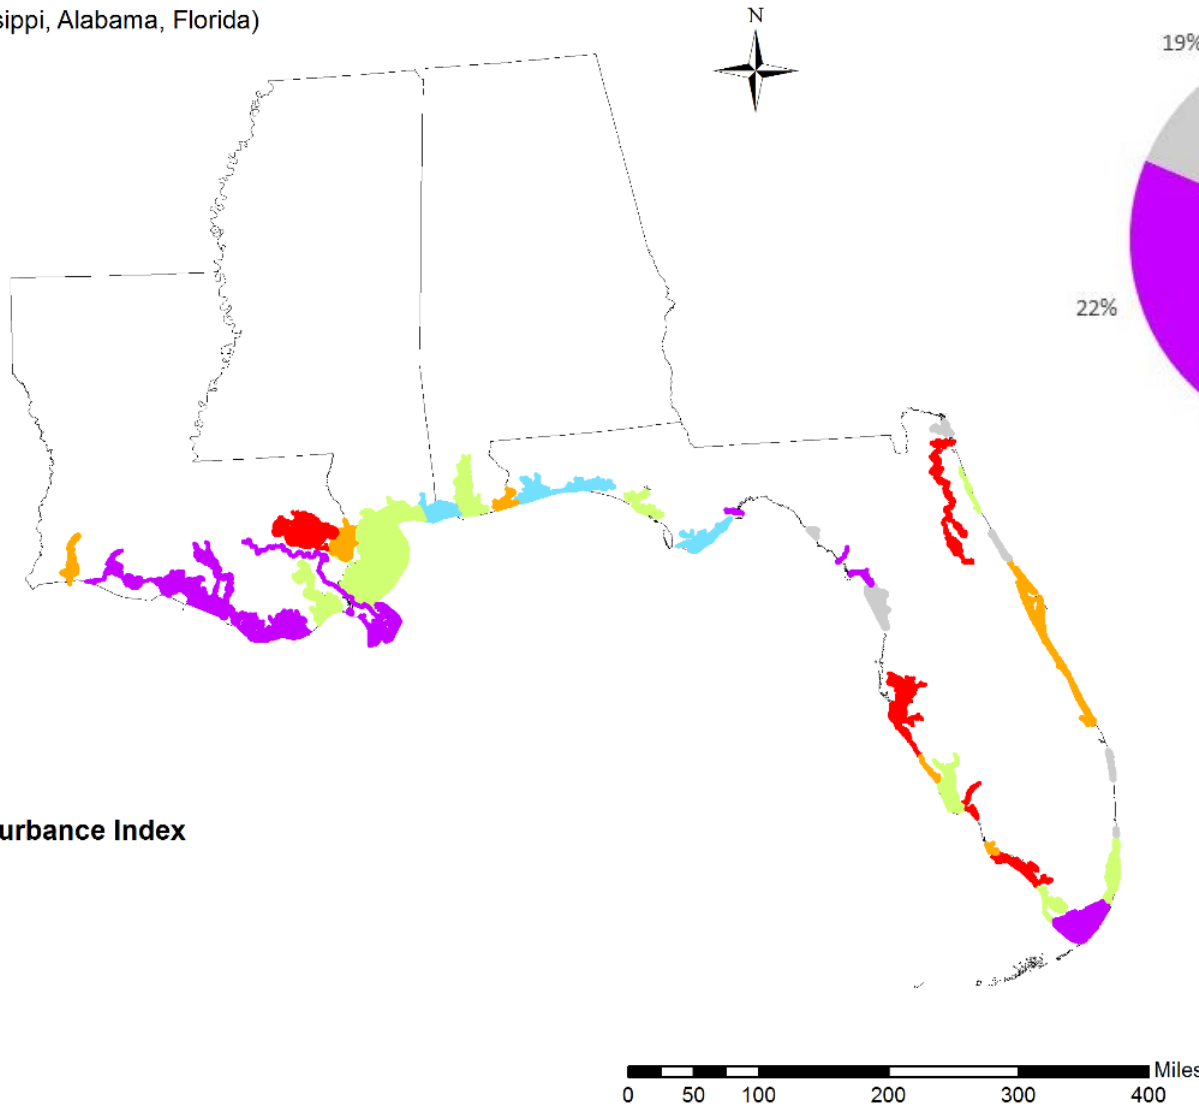 sippi, Alabama, Florida)
N
19%
22%
urbance Index
Miles
0 50 100 200 300 400